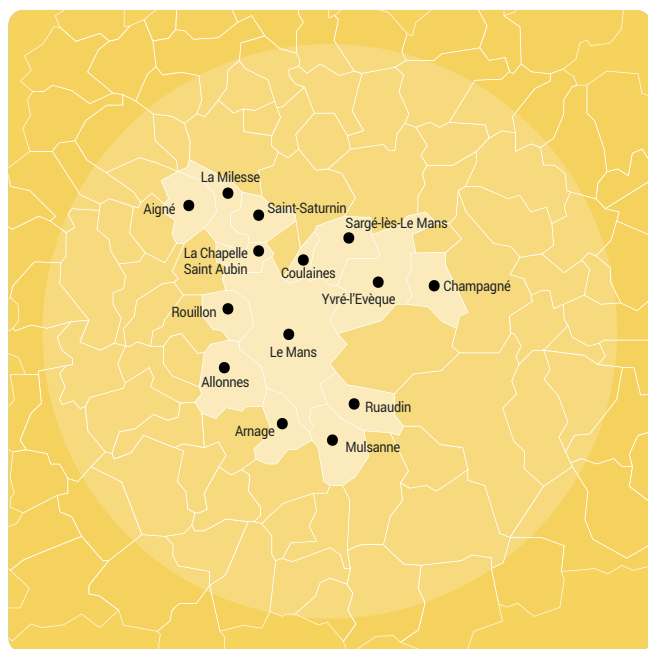 La Milesse
Aigné
Saint-Saturnin
Sargé-lès-Le Mans
La Chapelle
Saint Aubin
Coulaines
Yvré-l'Evèque
Champagné
Rouillon
Le Mans
Allonnes
Ruaudin
Arnage
Mulsanne